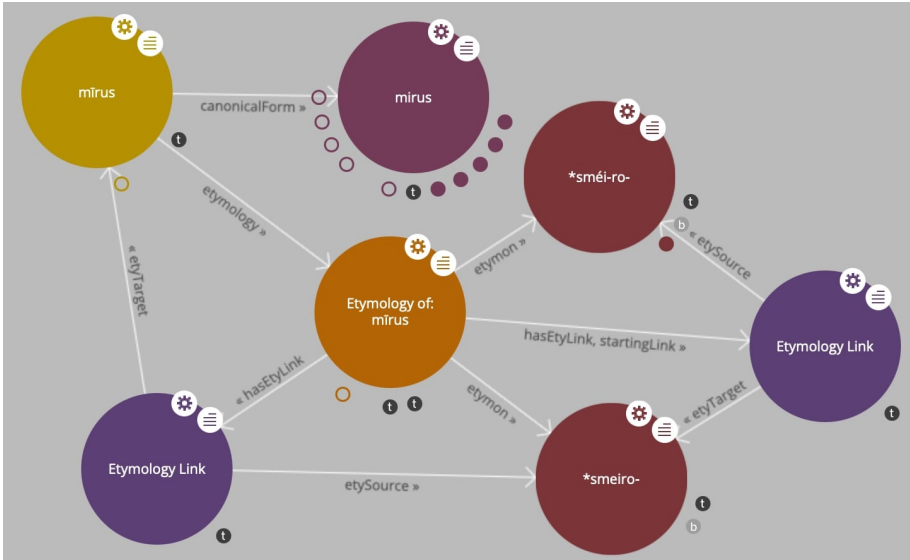 mīrus
canonicalForm »
mirus
t
t
*sméi-ro-
t
b
etymology »
etymon »
« etySource
« etyTarget
Etymology of:
mīrus
hasEtyLink, startingLink »
Etymology Link
« hasEtyLink
etymon »
« etyTarget
t
t
t
Etymology Link
etySource »
*smeiro-
t
t
b